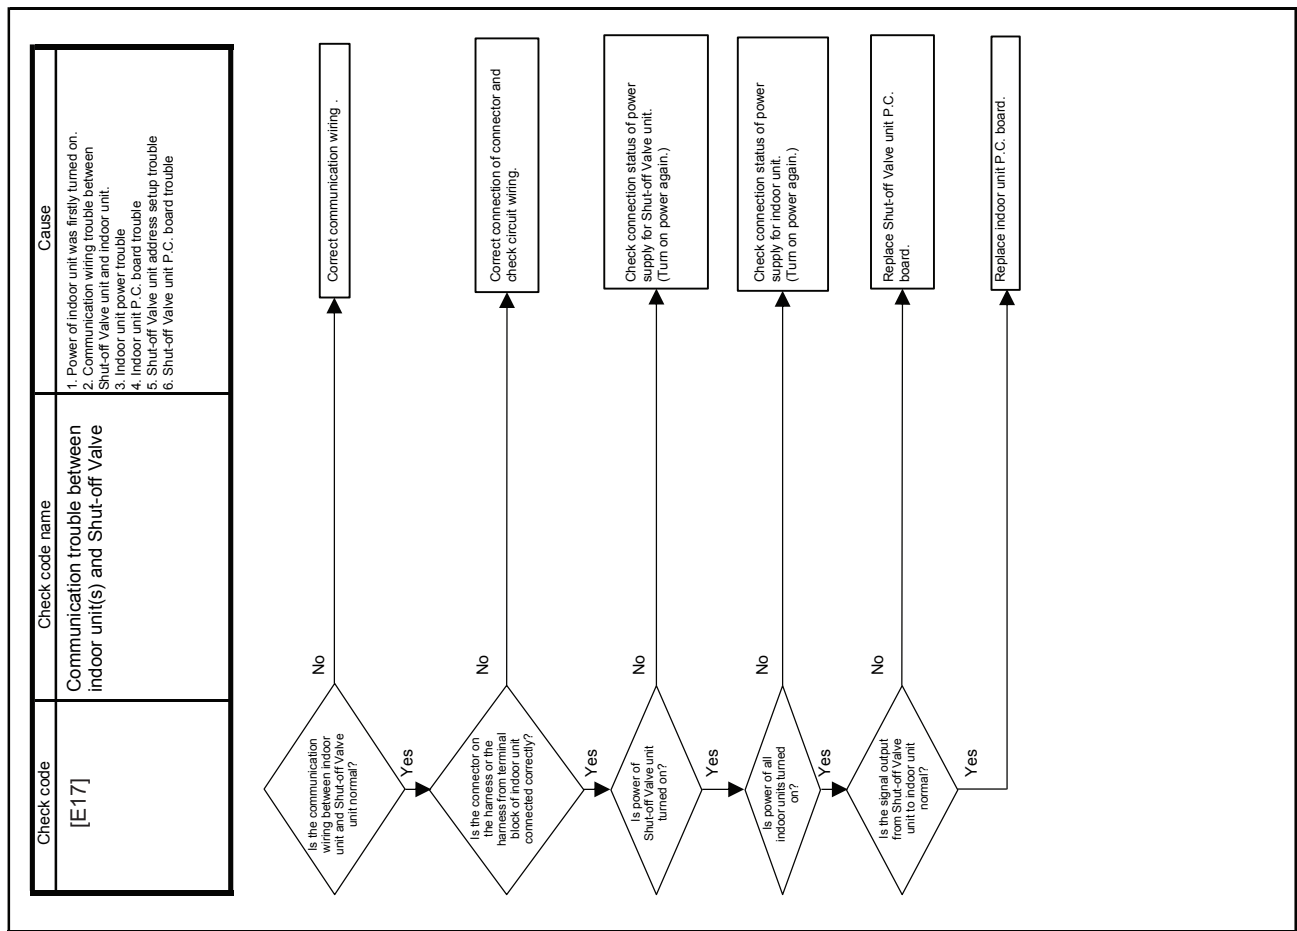 Check code
Check code name
Cause
[E17]
Communication trouble between
indoor unit(s) and Shut-off Valve
1. Power of indoor unit was firstly turned on.
2. Communication wiring trouble between
Shut-off Valve unit and indoor unit.
3. Indoor unit power trouble
4. Indoor unit P.C. board trouble
5. Shut-off Valve unit address setup trouble
6. Shut-off Valve unit P.C. board trouble
Is the communication
wiring between indoor
unit and Shut-off Valve
unit normal?
No
Correct communication wiring .
Yes
Is the connector on
the harness or the
harness from terminal
block of indoor unit
connected correctly?
No
Correct connection of connector and
check circuit wiring.
Yes
Is power of
Shut-off Valve unit
turned on?
No
Check connection status of power
supply for Shut-off Valve unit.
(Turn on power again.)
Yes
Is power of all
indoor units turned
on?
No
Check connection status of power
supply for indoor unit.
(Turn on power again.)
Yes
Is the signal output
from Shut-off Valve
unit to indoor unit
normal?
No
Replace Shut-off Valve unit P.C.
board.
Yes
Replace indoor unit P.C. board.